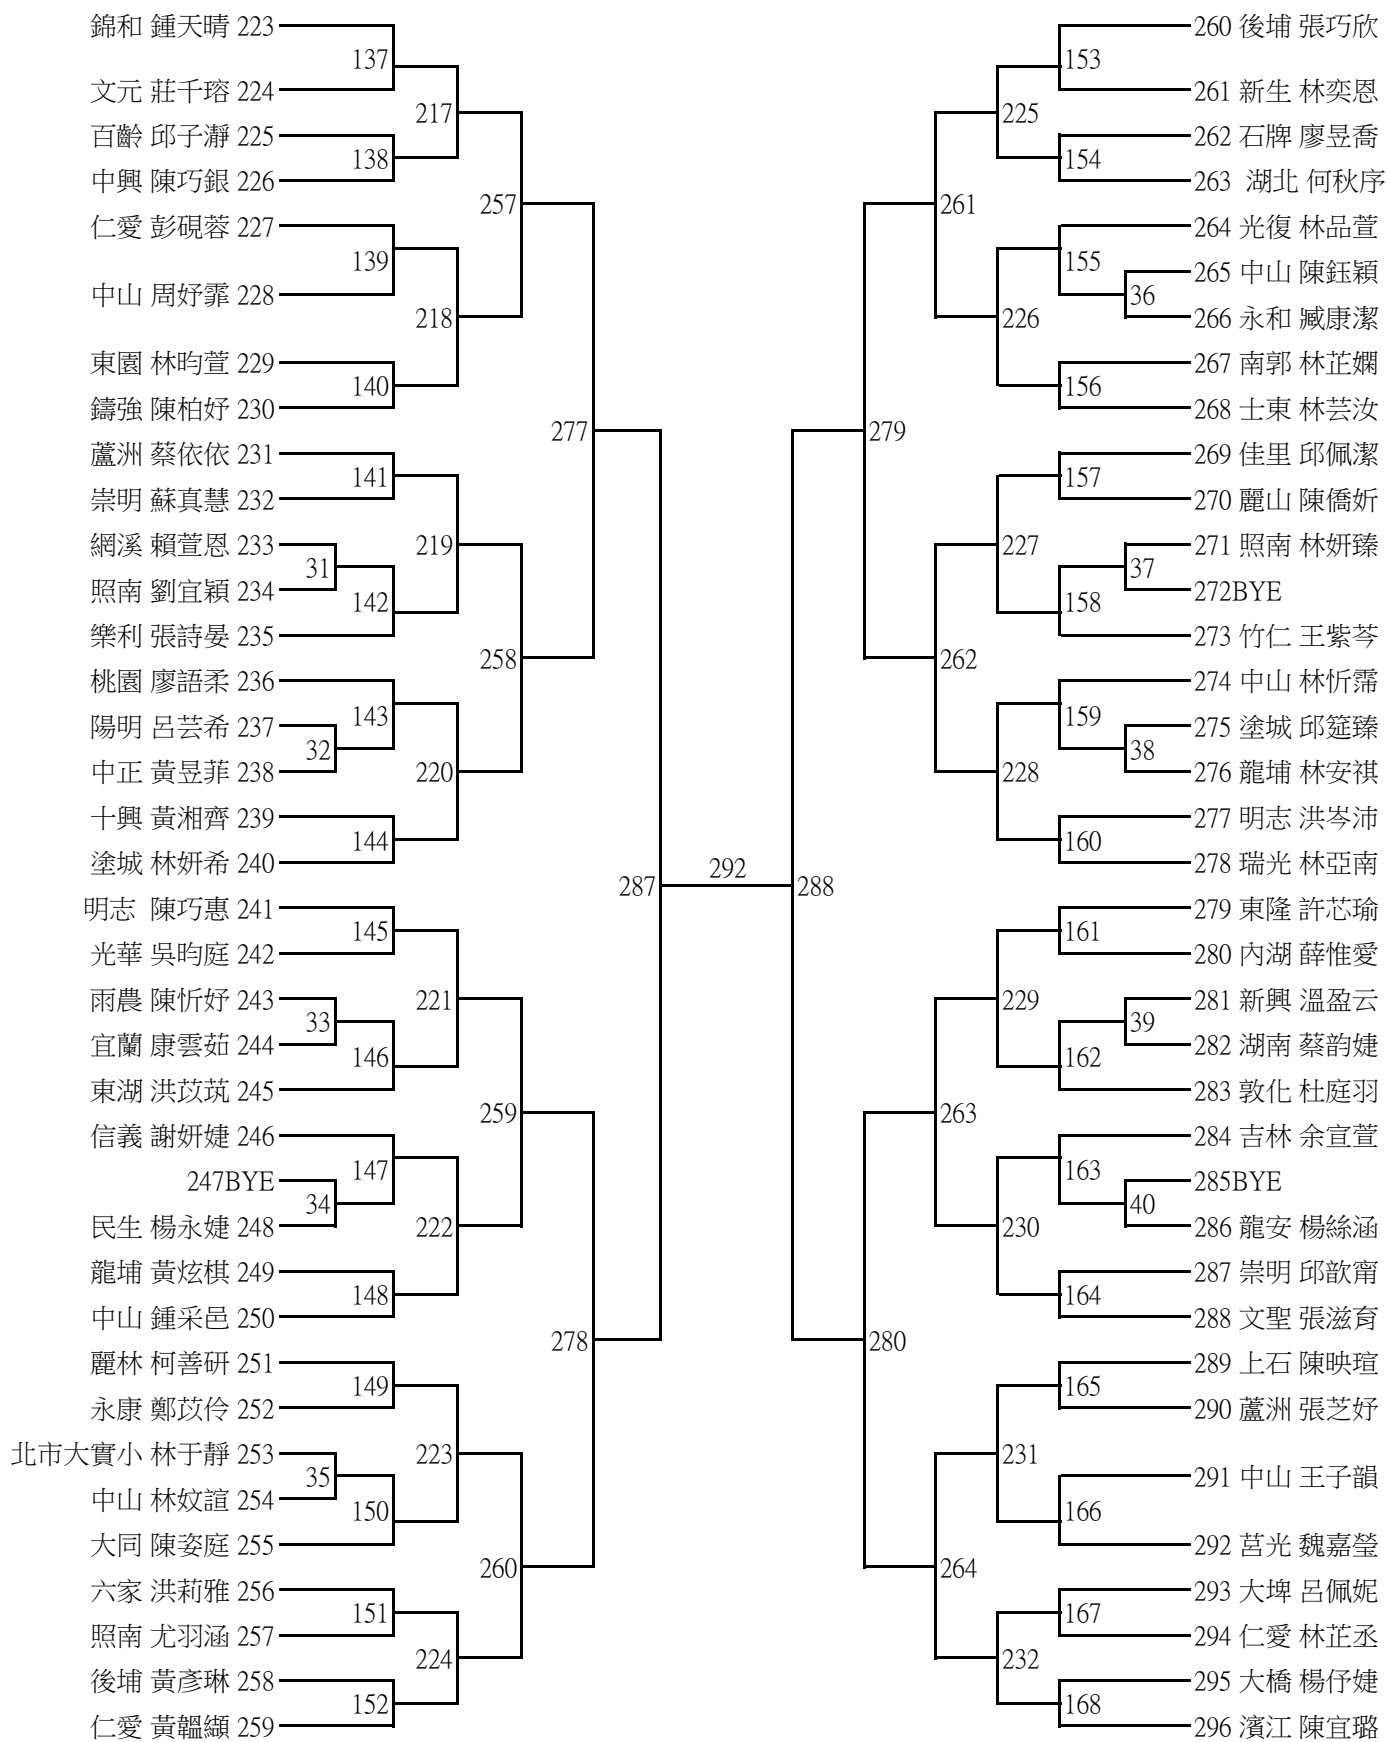 錦和 鍾天晴 223
137
文元 莊千瑢 224
217
百齡 邱子瀞 225
138
中興 陳巧銀 226
257
仁愛 彭硯蓉 227
139
中山 周妤霏 228
218
東園 林昀萱 229
140
鑄強 陳柏妤 230
277
蘆洲 蔡依依 231
141
崇明 蘇真慧 232
網溪 賴萱恩 233
219
31
照南 劉宜穎 234
142
樂利 張詩晏 235
258
桃園 廖語柔 236
143
陽明 呂芸希 237
32
中正 黃昱菲 238
220
十興 黃湘齊 239
144
塗城 林妍希 240
287
292
明志 陳巧惠 241
145
光華 吳昀庭 242
雨農 陳忻妤 243
221
33
宜蘭 康雲茹 244
146
東湖 洪苡茿 245
259
信義 謝妍婕 246
147
247BYE
34
民生 楊永婕 248
222
龍埔 黃炫棋 249
148
中山 鍾采邑 250
278
麗林 柯善研 251
149
永康 鄭苡伶 252
北市大實小 林于靜 253
223
35
中山 林妏諠 254
150
大同 陳姿庭 255
260
六家 洪莉雅 256
151
照南 尤羽涵 257
224
後埔 黃彥琳 258
152
仁愛 黃韞纈 259
260 後埔 張巧欣
153
261 新生 林奕恩
225
262 石牌 廖昱喬
154
263 湖北 何秋序
261
264 光復 林品萱
155
265 中山 陳鈺穎
36
266 永和 臧康潔
226
267 南郭 林芷嫻
156
268 士東 林芸汝
279
269 佳里 邱佩潔
157
270 麗山 陳僑妡
271 照南 林妍臻
227
37
272BYE
158
273 竹仁 王紫芩
262
274 中山 林忻霈
159
275 塗城 邱筵臻
38
276 龍埔 林安祺
228
277 明志 洪岑沛
160
278 瑞光 林亞南
288
279 東隆 許芯瑜
161
280 內湖 薛惟愛
281 新興 溫盈云
229
39
282 湖南 蔡韵婕
162
283 敦化 杜庭羽
263
284 吉林 余宣萱
163
285BYE
40
286 龍安 楊絲涵
230
287 崇明 邱歆甯
164
288 文聖 張滋育
280
289 上石 陳映瑄
165
290 蘆洲 張芝妤
231
291 中山 王子韻
166
292 莒光 魏嘉瑩
264
293 大埤 呂佩妮
167
294 仁愛 林芷丞
232
295 大橋 楊伃婕
168
296 濱江 陳宜璐